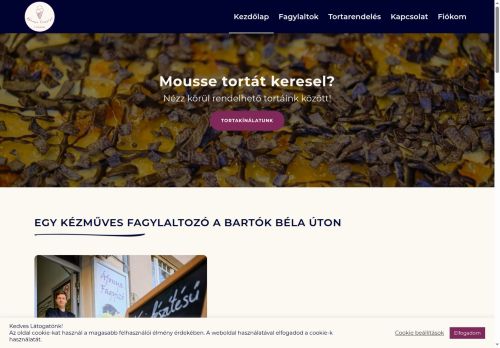 Kezdőlap Fagylaltok Tortarendelés Kapcsolat Fiókom
Mousse tortát keresel?
Nézz körül rendelhető tortáink között!
TORTAKÍNÁLATUNK
EGY KÉZMŰVES FAGYLALTOZÓ A BARTÓK BÉLA ÚTON
Kedves Látogatónk!
Az oldal cookie-kat használ a magasabb felhasználói élmény érdekében. A weboldal használatával elfogadod a cookie-k
használatát.
Cookie beállítások
Elfogadom